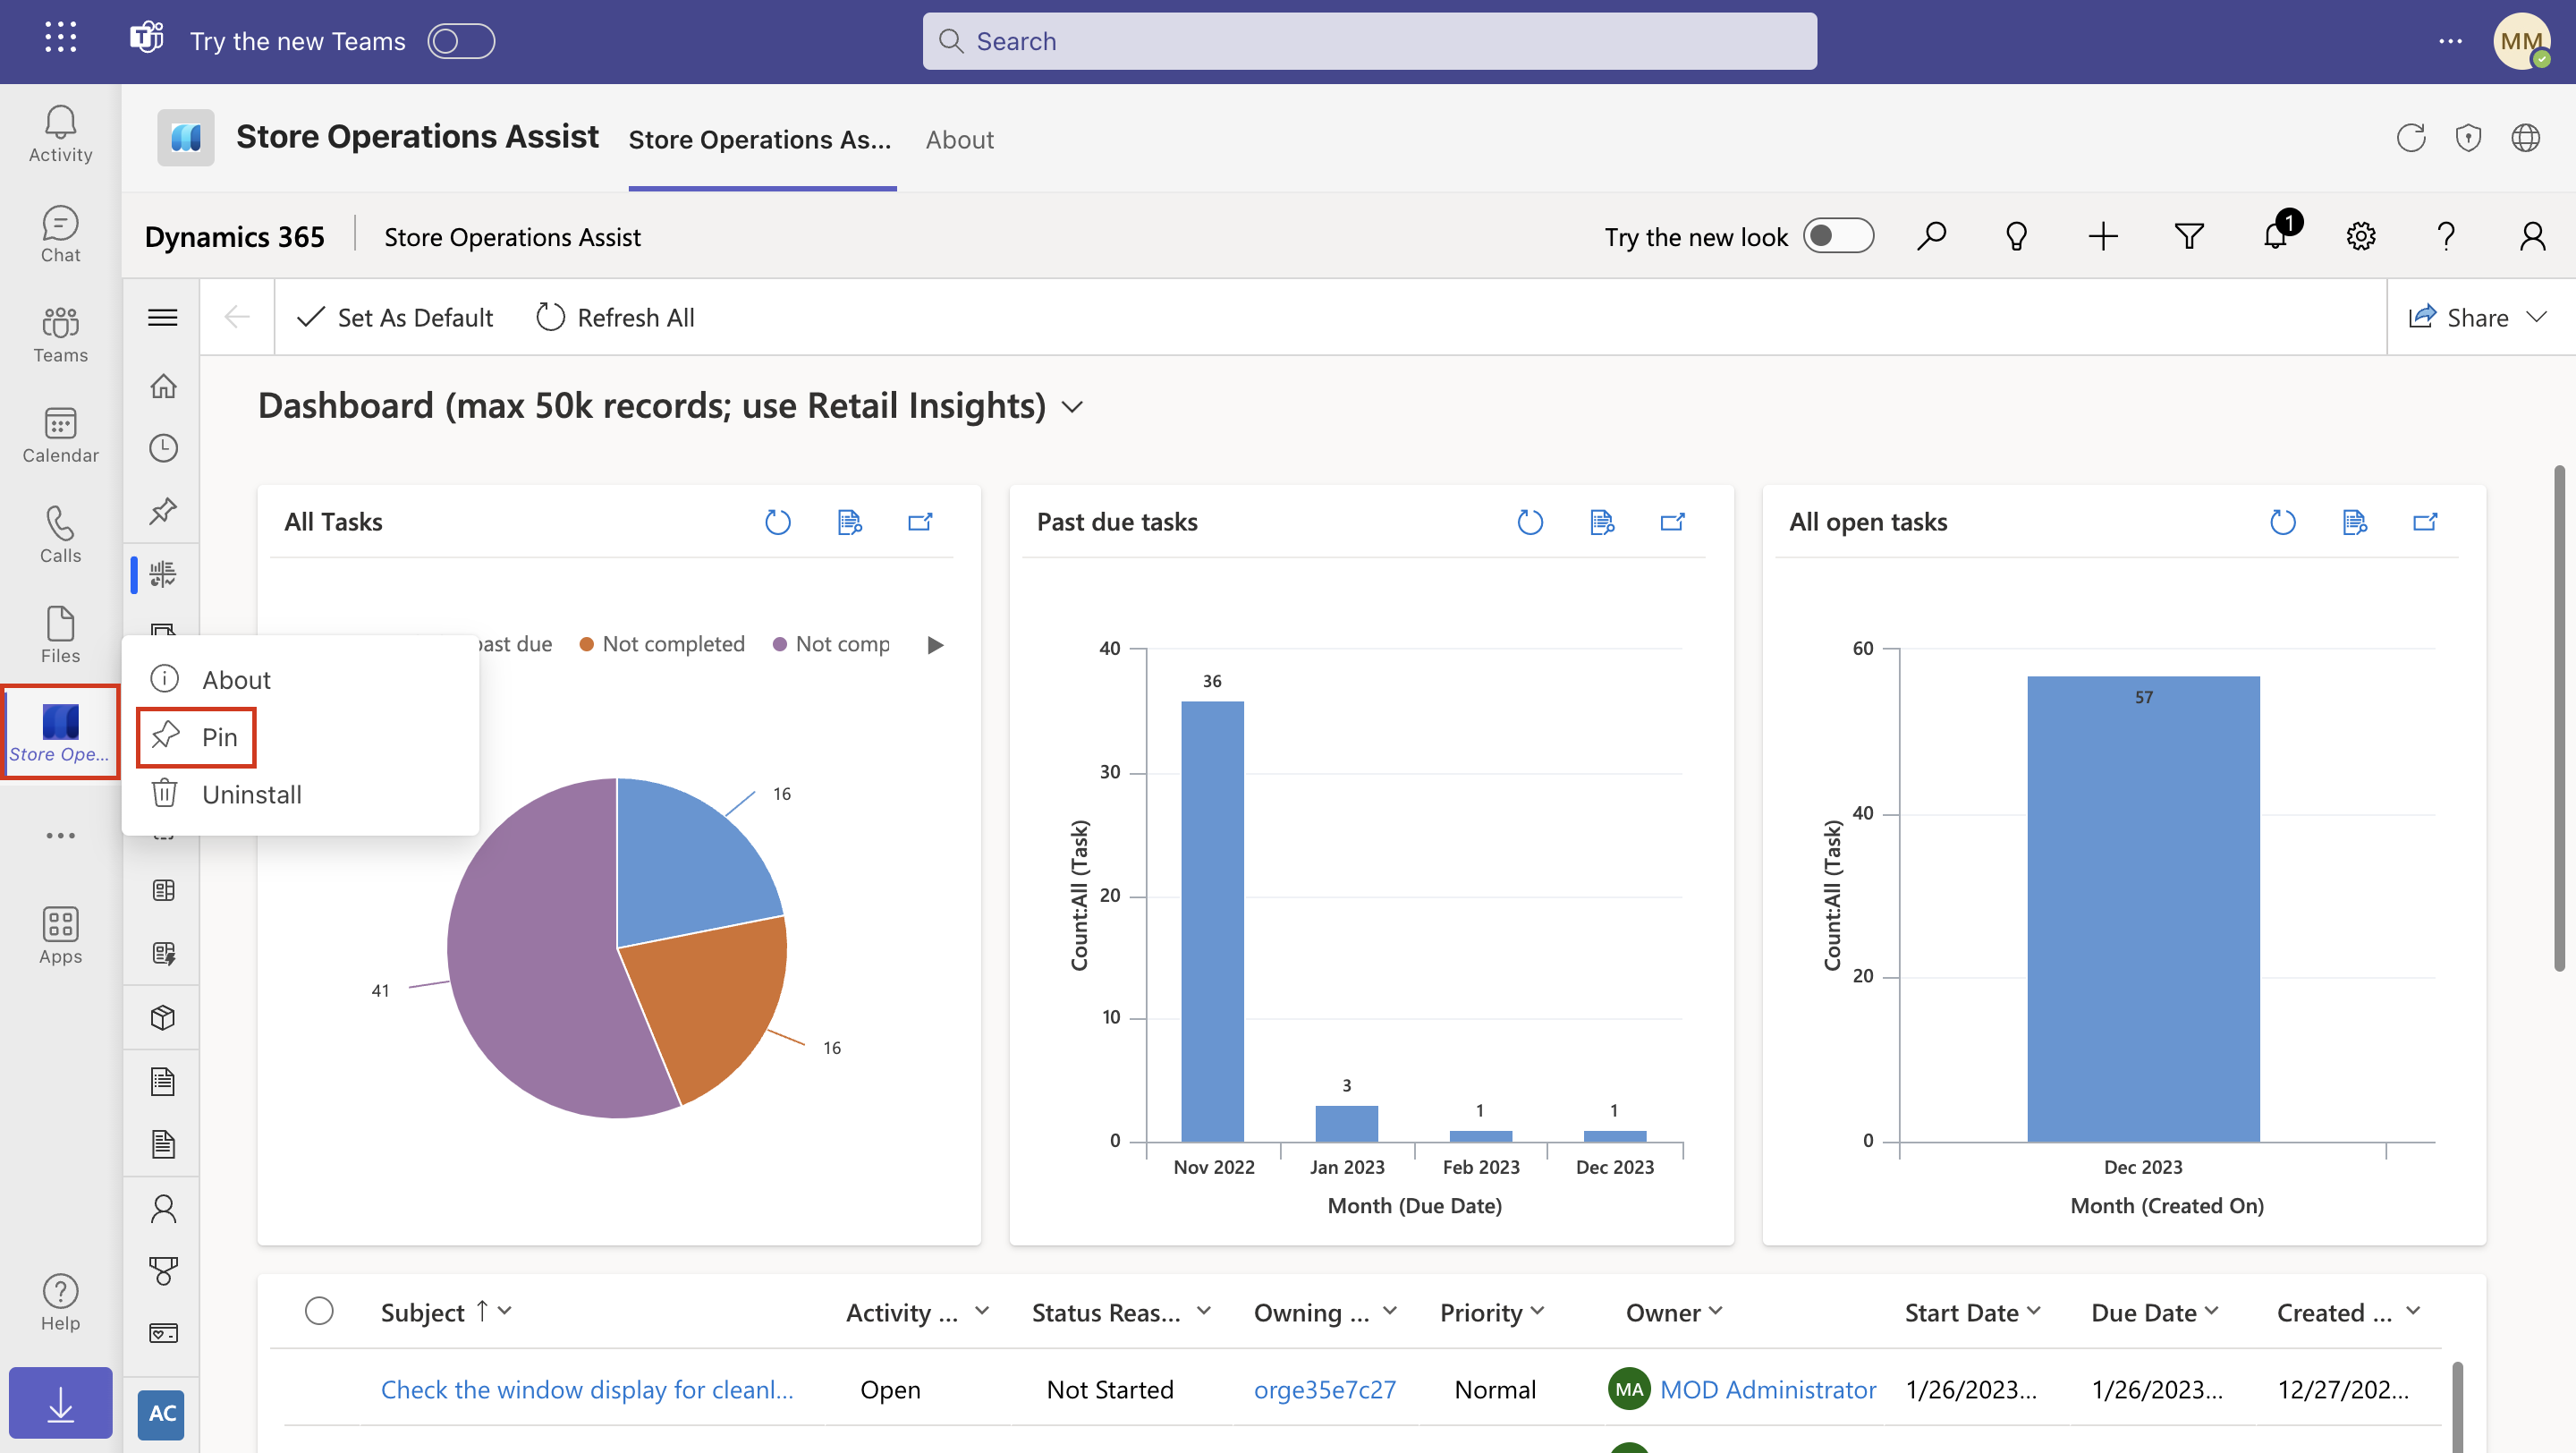 Try the new Teams
Search
MM
Activity
Chat
Teams
Calendar
Calls
Files
Store Ope...
Apps
Help
Store Operations Assist
Store Operations As...
About
Dynamics 365
Store Operations Assist
Try the new look
1
Set As Default
Refresh All
Share
Dashboard (max 50k records; use Retail Insights)
About
Pin
Uninstall
All Tasks
past due
Not completed
Not comp
16
41
16
Past due tasks
40
30
20
10
0
Count:All (Task)
36
3
1
1
Nov 2022
Jan 2023
Feb 2023
Dec 2023
Month (Due Date)
All open tasks
60
40
20
0
Count:All (Task)
57
Dec 2023
Month (Created On)
Subject
Activity ...
Status Reas...
Owning ...
Priority
Owner
Start Date
Due Date
Created ...
Check the window display for cleanl...
Open
Not Started
orge35e7c27
Normal
MA
MOD Administrator
1/26/2023...
1/26/2023...
12/27/202...
AC